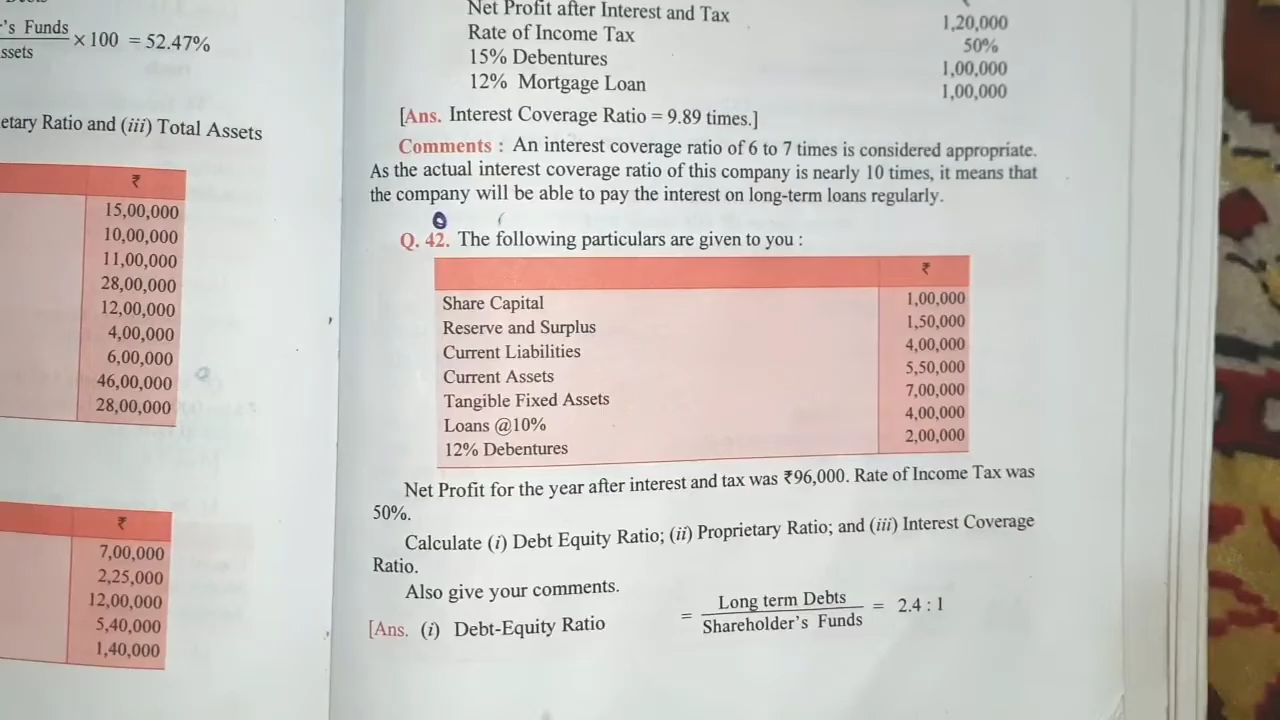 's Funds
ssets
× 100 = 52.47%
etary Ratio and (iii) Total Assets
₹
15,00,000
10,00,000
11,00,000
28,00,000
12,00,000
4,00,000
6,00,000
46,00,000
28,00,000
₹
7,00,000
2,25,000
12,00,000
5,40,000
1,40,000
Net Profit after Interest and Tax 1,20,000
Rate of Income Tax 50%
15% Debentures 1,00,000
12% Mortgage Loan 1,00,000
[Ans. Interest Coverage Ratio = 9.89 times.]
Comments : An interest coverage ratio of 6 to 7 times is considered appropriate.
As the actual interest coverage ratio of this company is nearly 10 times, it means that
the company will be able to pay the interest on long-term loans regularly.
Q. 42. The following particulars are given to you :
₹
Share Capital 1,00,000
Reserve and Surplus 1,50,000
Current Liabilities 4,00,000
Current Assets 5,50,000
Tangible Fixed Assets 7,00,000
Loans @10% 4,00,000
12% Debentures 2,00,000
Net Profit for the year after interest and tax was ₹96,000. Rate of Income Tax was
50%.
Calculate (i) Debt Equity Ratio; (ii) Proprietary Ratio; and (iii) Interest Coverage
Ratio.
Also give your comments.
[Ans. (i) Debt-Equity Ratio = Long term Debts / Shareholder's Funds = 2.4 : 1